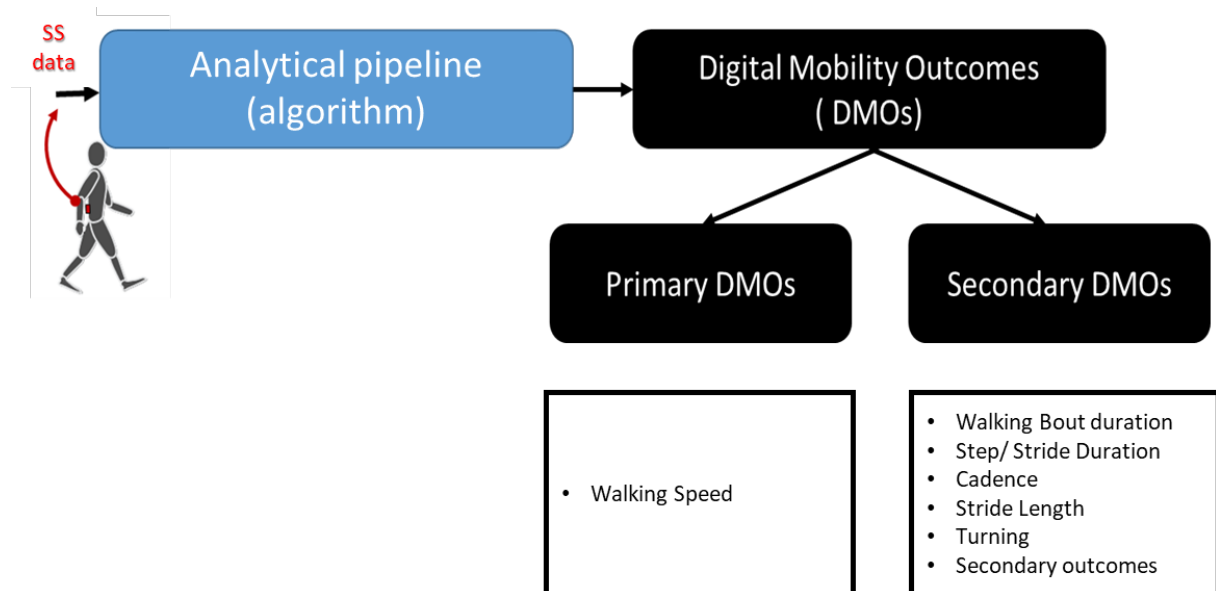 SS
data
Analytical pipeline
(algorithm)
Digital Mobility Outcomes
( DMOs)
Primary DMOs
Secondary DMOs
• Walking Speed
• Walking Bout duration
• Step/ Stride Duration
• Cadence
• Stride Length
• Turning
• Secondary outcomes